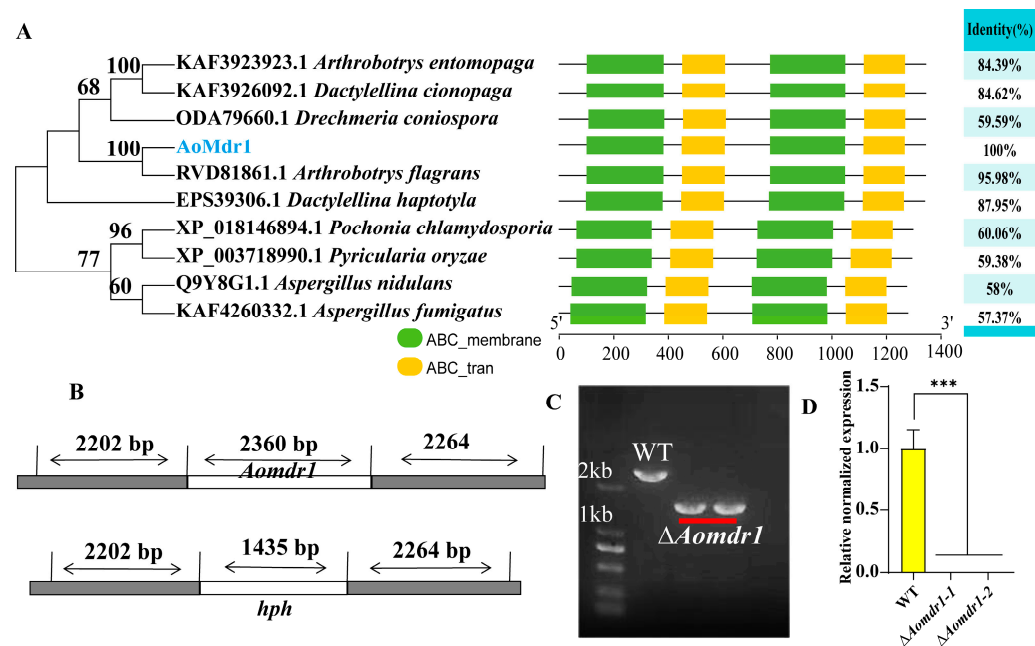 A
Identity(%)
100
KAF3923923.1 Arthrobotrys entomopaga
84.39%
68
KAF3926092.1 Dactylellina cionopaga
84.62%
ODA79660.1 Drechmeria coniospora
59.59%
100
AoMdr1
100%
RVD81861.1 Arthrobotrys flagrans
95.98%
EPS39306.1 Dactylellina haptotyla
87.95%
96
XP_018146894.1 Pochonia chlamydosporia
60.06%
77
XP_003718990.1 Pyricularia oryzae
59.38%
60
Q9Y8G1.1 Aspergillus nidulans
58%
KAF4260332.1 Aspergillus fumigatus
57.37%
5' 3'
0 200 400 600 800 1000 1200 1400
ABC_membrane
ABC_tran
B
2202 bp 2360 bp 2264
Aomdr1
2202 bp 1435 bp 2264 bp
hph
C
WT
2kb
1kb
ΔAomdr1
D
Relative normalized expression
1.5
1.0
0.5
0.0
***
WT
ΔAomdr1-1
ΔAomdr1-2